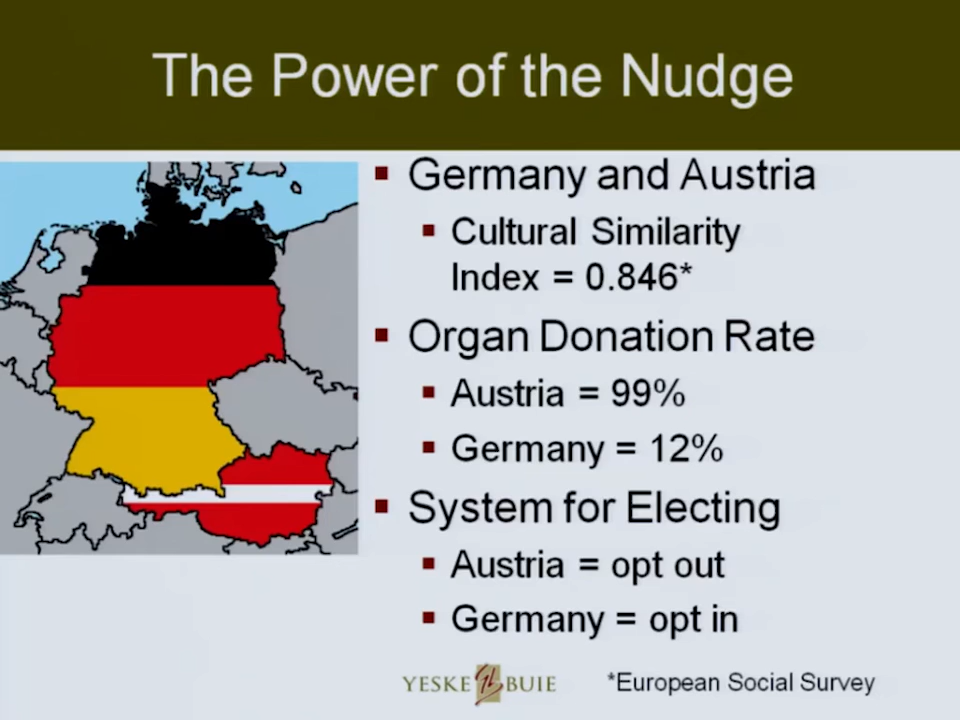 The Power of the Nudge
Germany and Austria
Cultural Similarity
Index = 0.846*
Organ Donation Rate
Austria = 99%
Germany = 12%
System for Electing
Austria = opt out
Germany = opt in
YESKE BUIE
*European Social Survey